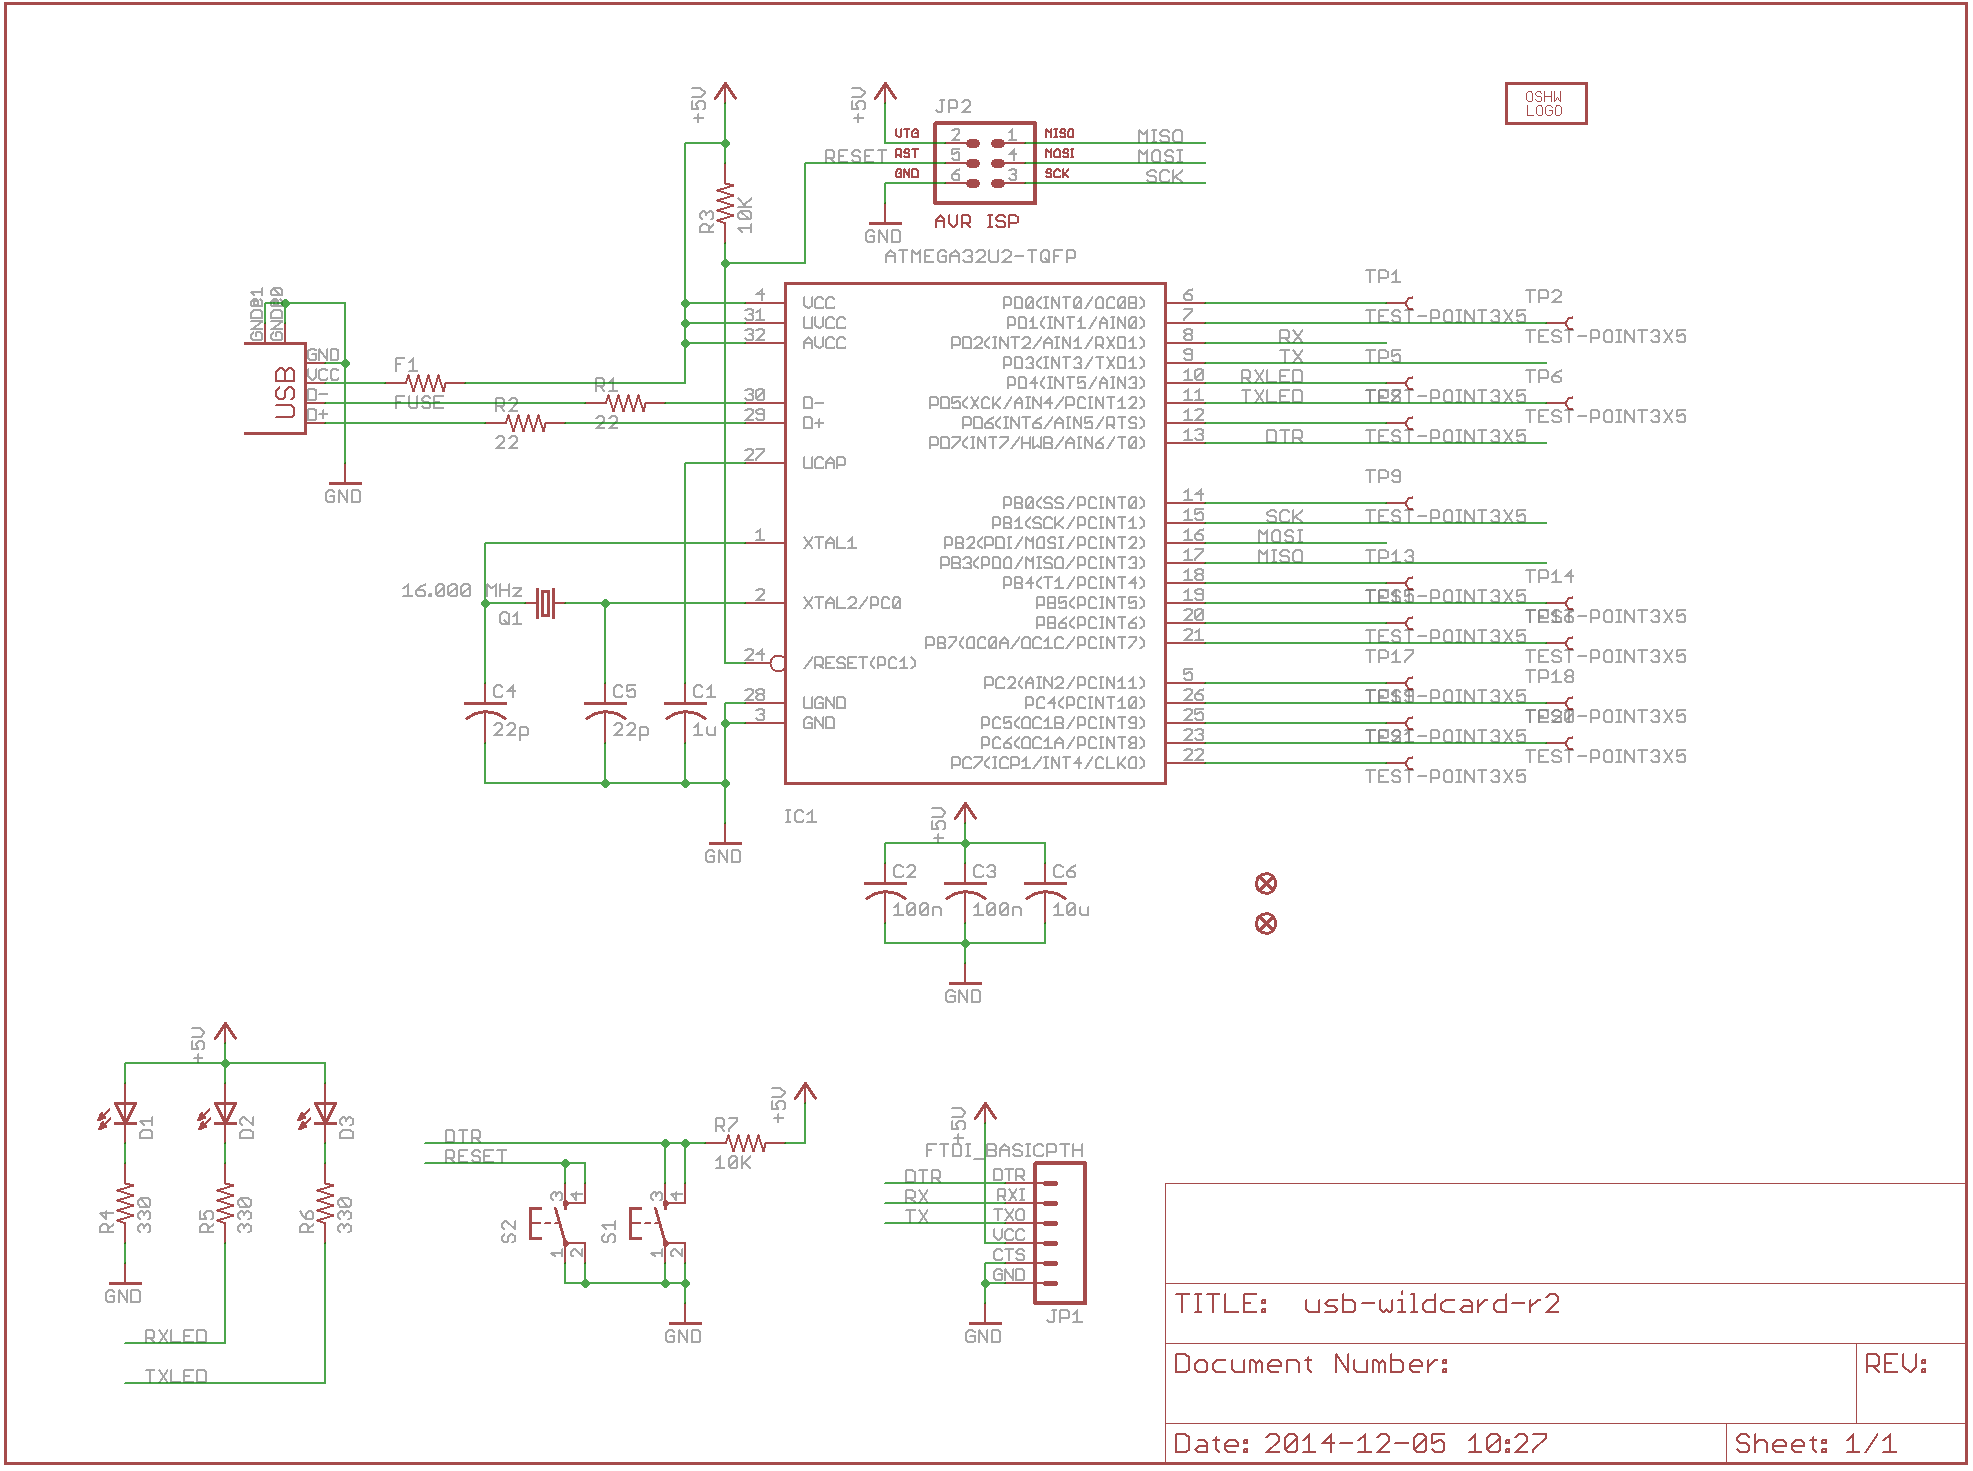 OSHW
LOGO
+5V
+5V
JP2
VTG 2 1 MISO MISO
RESET RST 5 4 MOSI MOSI
GND 6 3 SCK SCK
R3
10K
GND
AVR ISP
ATMEGA32U2-TQFP
4 VCC
31 UVCC
32 AVCC
30 D-
29 D+
27 UCAP
1 XTAL1
2 XTAL2/PC0
24 /RESET(PC1)
28 UGND
3 GND
IC1
PD0(INT0/OC0B) 6
PD1(INT1/AIN0) 7
PD2(INT2/AIN1/RXD1) 8 RX
PD3(INT3/TXD1) 9 TX
PD4(INT5/AIN3) 10 RXLED
PD5(XCK/AIN4/PCINT12) 11 TXLED
PD6(INT6/AIN5/RTS) 12
PD7(INT7/HWB/AIN6/T0) 13 DTR
PB0(SS/PCINT0) 14
PB1(SCK/PCINT1) 15 SCK
PB2(PDI/MOSI/PCINT2) 16 MOSI
PB3(PDO/MISO/PCINT3) 17 MISO
PB4(T1/PCINT4) 18
PB5(PCINT5) 19
PB6(PCINT6) 20
PB7(OC0A/OC1C/PCINT7) 21
PC2(AIN2/PCIN11) 5
PC4(PCINT10) 26
PC5(OC1B/PCINT9) 25
PC6(OC1A/PCINT8) 23
PC7(ICP1/INT4/CLKO) 22
TP1
TP2
TEST-POINT3X5
TEST-POINT3X5
TP5
TP6
TEST-POINT3X5
TEST-POINT3X5
TEST-POINT3X5
TP9
TEST-POINT3X5
TP13
TP14
TEST-POINT3X5
TEST-POINT3X5
TEST-POINT3X5
TP17
TEST-POINT3X5
TP18
TEST-POINT3X5
TEST-POINT3X5
TEST-POINT3X5
TEST-POINT3X5
TEST-POINT3X5
USB
GND
VCC
D-
D+
F1
FUSE
R1
22
R2
22
GND
16.000 MHz
Q1
C4
22p
C5
22p
C1
1u
GND
+5V
C2
100n
C3
100n
C6
10u
GND
+5V
D1
D2
D3
R4
330
R5
330
R6
330
GND
RXLED
TXLED
DTR
RESET
R7
10K
+5V
S2
3 4
1 2
S1
3 4
1 2
GND
+5V
FTDI_BASICPTH
DTR DTR
RX RXI
TX TXO
VCC
CTS
GND
JP1
GND
TITLE: usb-wildcard-r2
Document Number:
REV:
Date: 2014-12-05 10:27
Sheet: 1/1